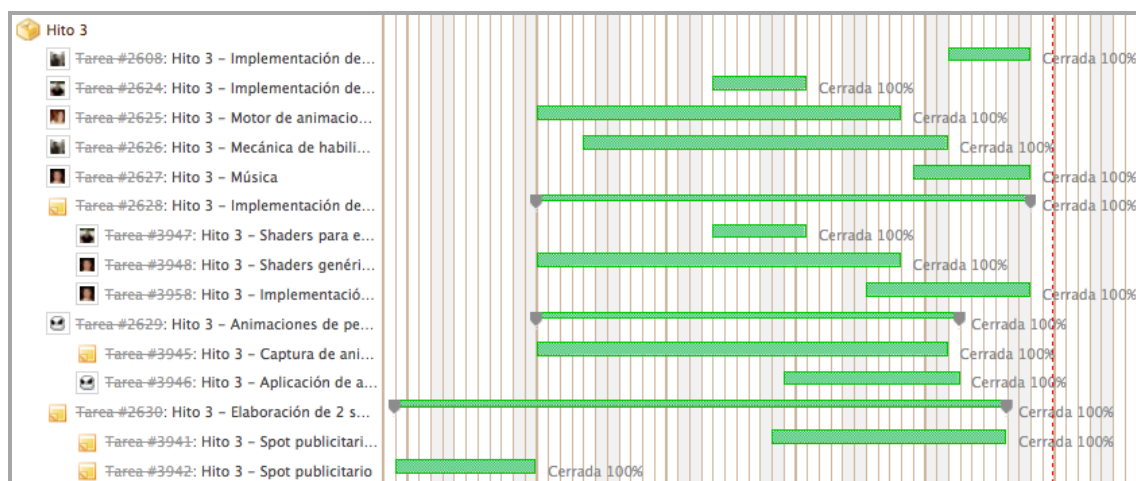 Hito 3
Tarea #2608: Hito 3 – Implementación de... Cerrada 100%
Tarea #2624: Hito 3 – Implementación de... Cerrada 100%
Tarea #2625: Hito 3 – Motor de animacio... Cerrada 100%
Tarea #2626: Hito 3 – Mecánica de habili... Cerrada 100%
Tarea #2627: Hito 3 – Música Cerrada 100%
Tarea #2628: Hito 3 – Implementación de... Cerrada 100%
Tarea #3947: Hito 3 – Shaders para e... Cerrada 100%
Tarea #3948: Hito 3 – Shaders genéri... Cerrada 100%
Tarea #3958: Hito 3 – Implementació... Cerrada 100%
Tarea #2629: Hito 3 – Animaciones de pe... Cerrada 100%
Tarea #3945: Hito 3 – Captura de ani... Cerrada 100%
Tarea #3946: Hito 3 – Aplicación de a... Cerrada 100%
Tarea #2630: Hito 3 – Elaboración de 2 s... Cerrada 100%
Tarea #3941: Hito 3 – Spot publicitari... Cerrada 100%
Tarea #3942: Hito 3 – Spot publicitario Cerrada 100%